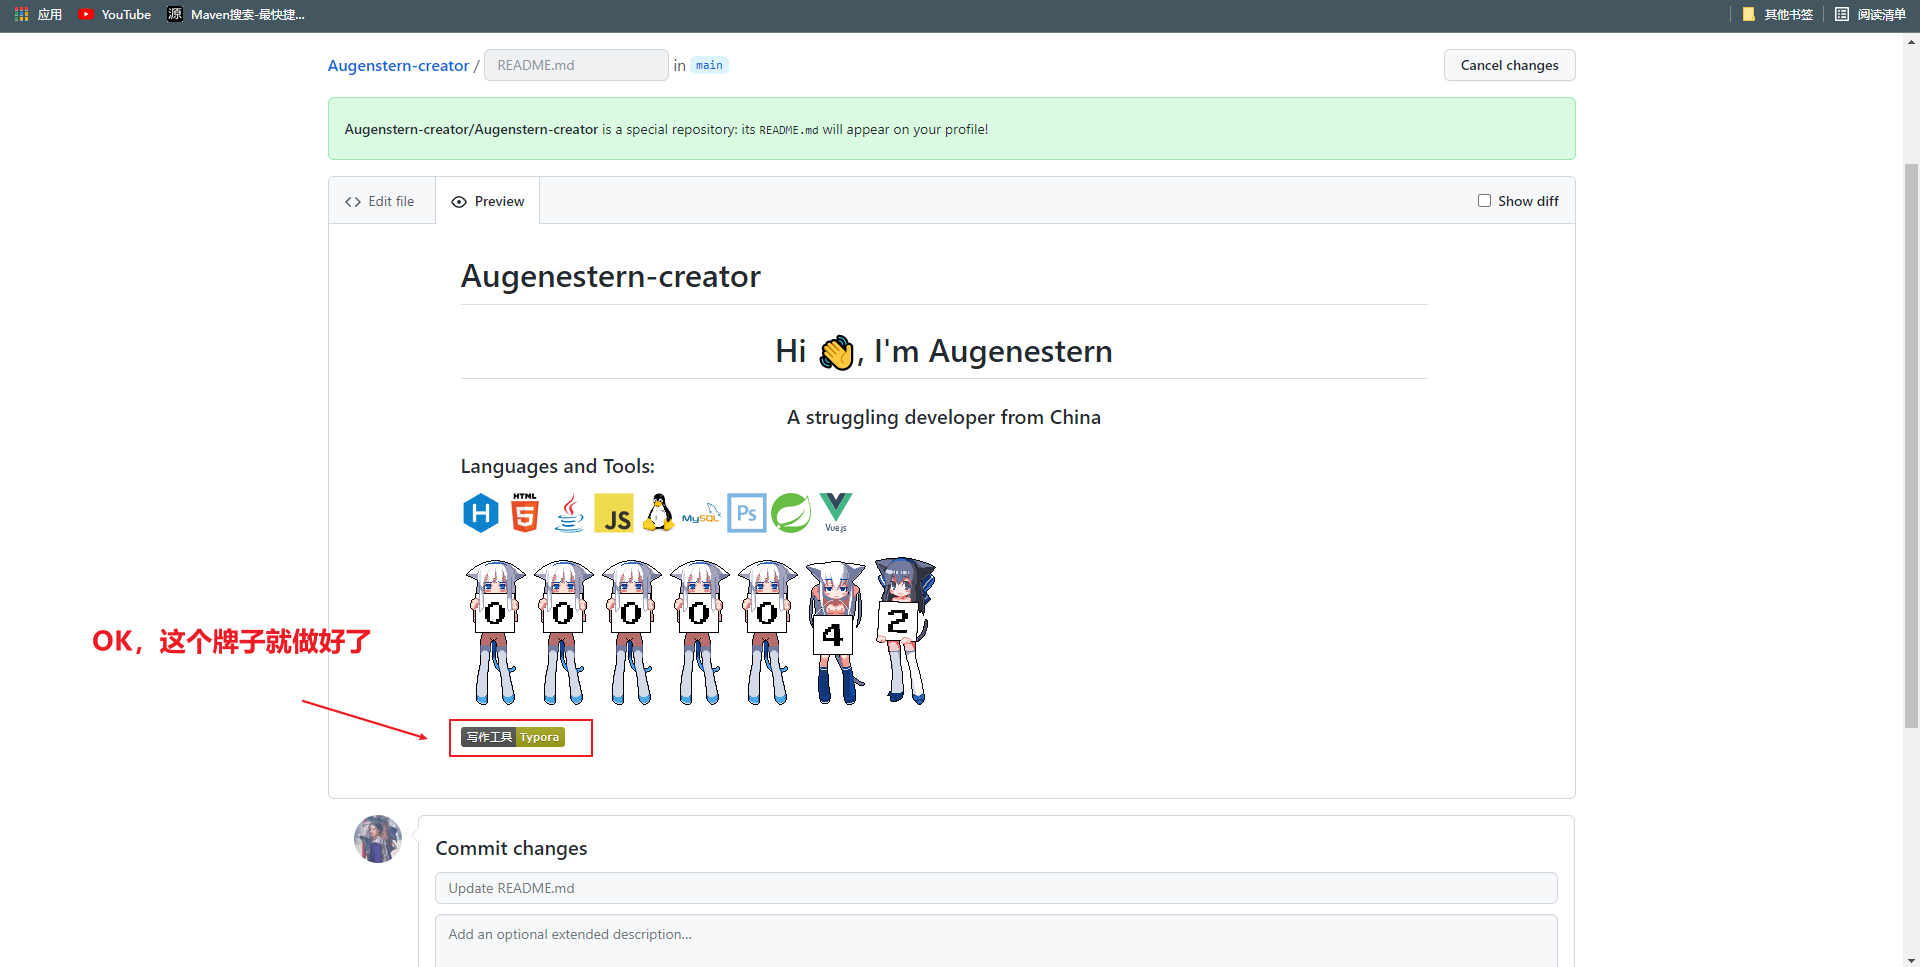 应用 YouTube 源 Maven搜索-最快捷... 其他书签 阅读清单
Augenstern-creator / README.md in main Cancel changes
Augenstern-creator/Augenstern-creator is a special repository: its README.md will appear on your profile!
Edit file Preview Show diff
Augenestern-creator
Hi 👋, I'm Augenestern
A struggling developer from China
Languages and Tools:
H HTML 5 JS MySQL Ps Vue.js
0 0 0 0 0 4 2
OK，这个牌子就做好了
写作工具 Typora
Commit changes
Update README.md
Add an optional extended description...